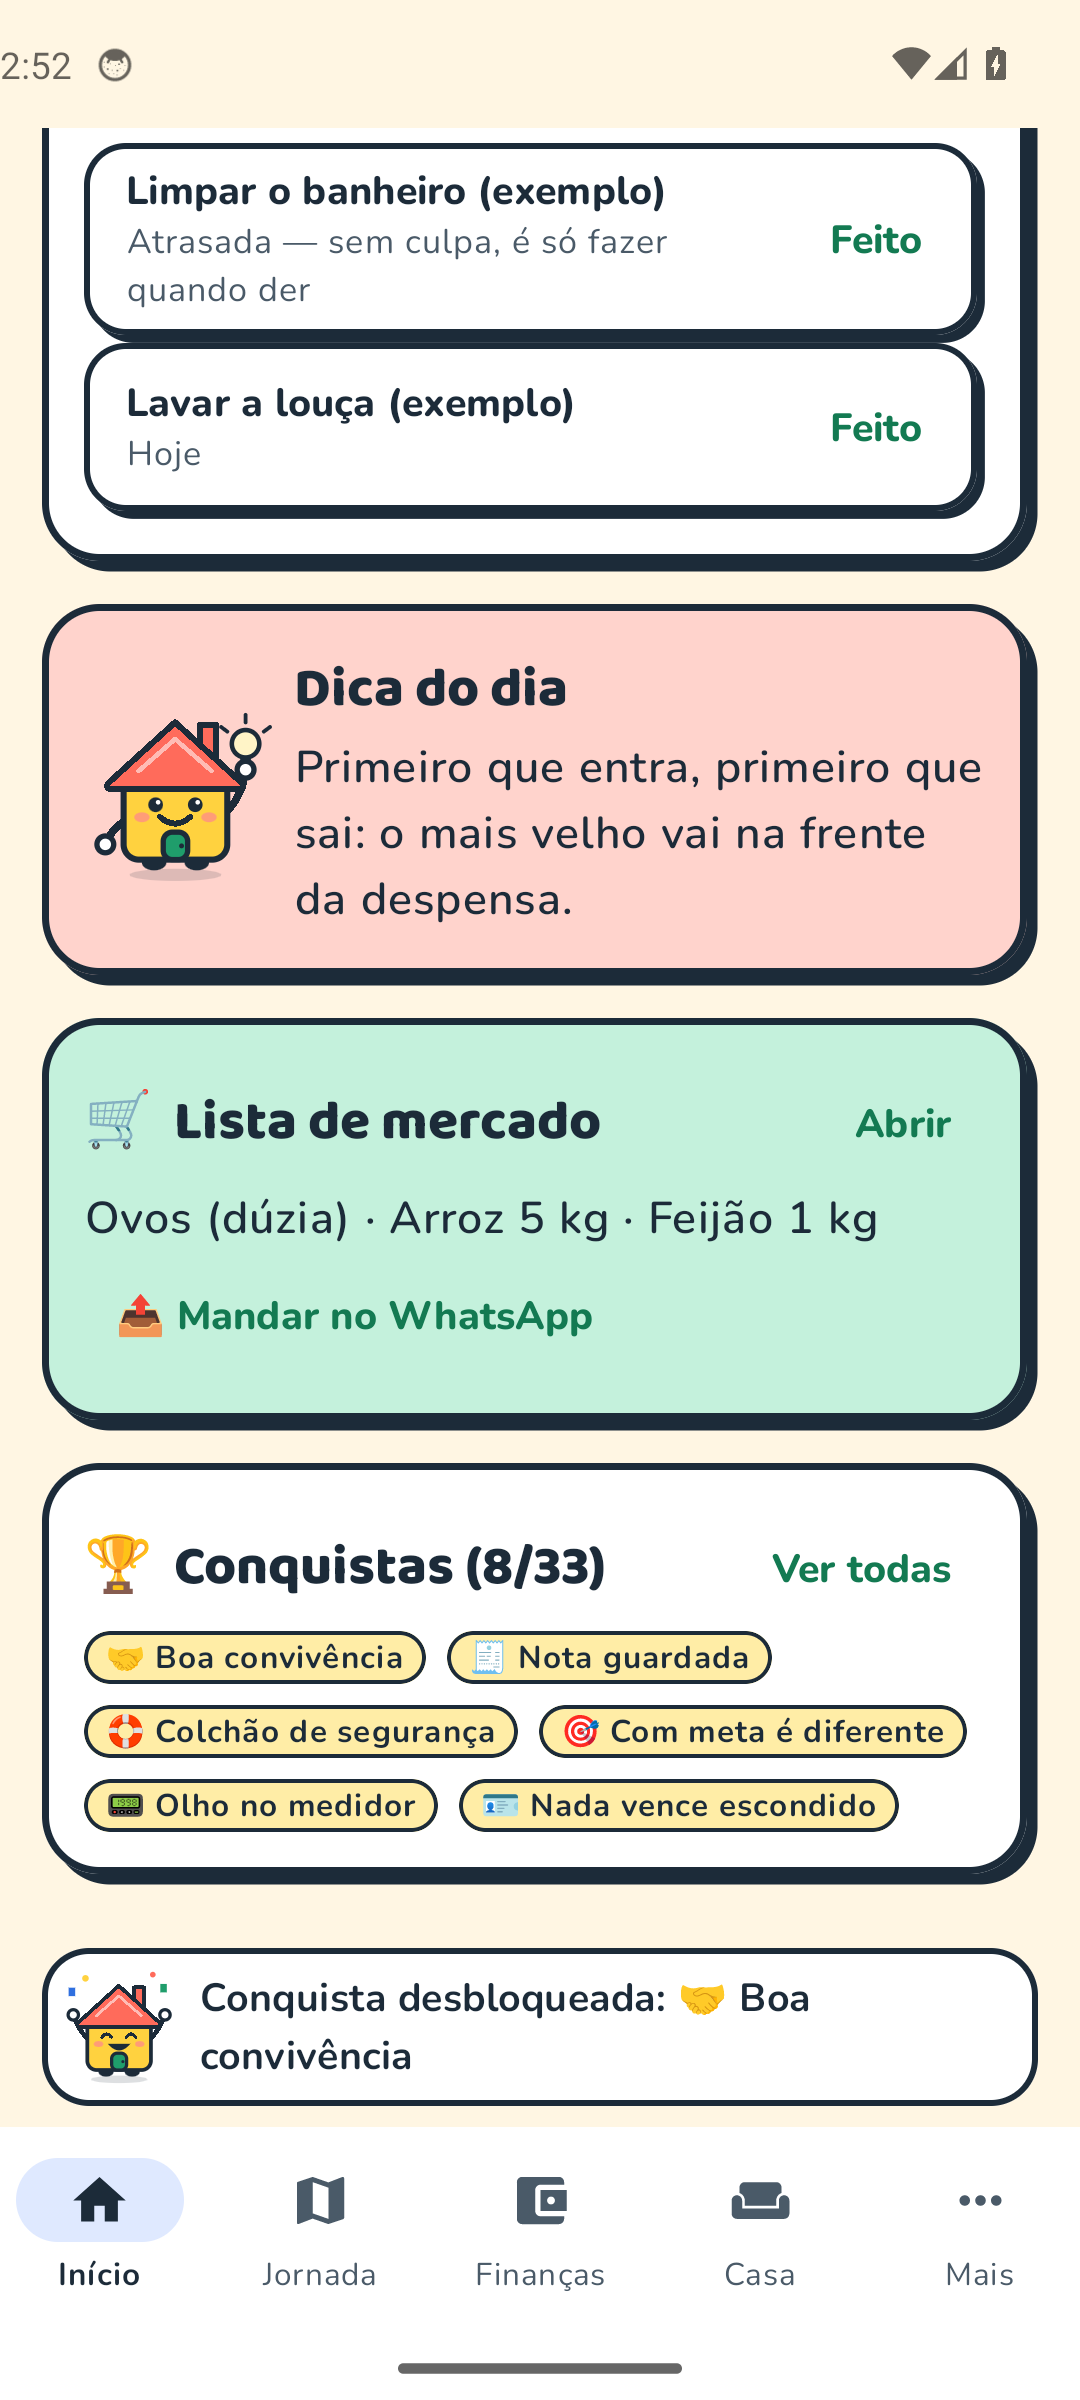 2:52
Limpar o banheiro (exemplo)
Atrasada — sem culpa, é só fazer
quando der
Feito
Lavar a louça (exemplo)
Hoje
Feito
Dica do dia
Primeiro que entra, primeiro que
sai: o mais velho vai na frente
da despensa.
Lista de mercado
Abrir
Ovos (dúzia) · Arroz 5 kg · Feijão 1 kg
Mandar no WhatsApp
Conquistas (8/33)
Ver todas
Boa convivência
Nota guardada
Colchão de segurança
Com meta é diferente
Olho no medidor
Nada vence escondido
Conquista desbloqueada: 🤝 Boa
convivência
Início
Jornada
Finanças
Casa
Mais